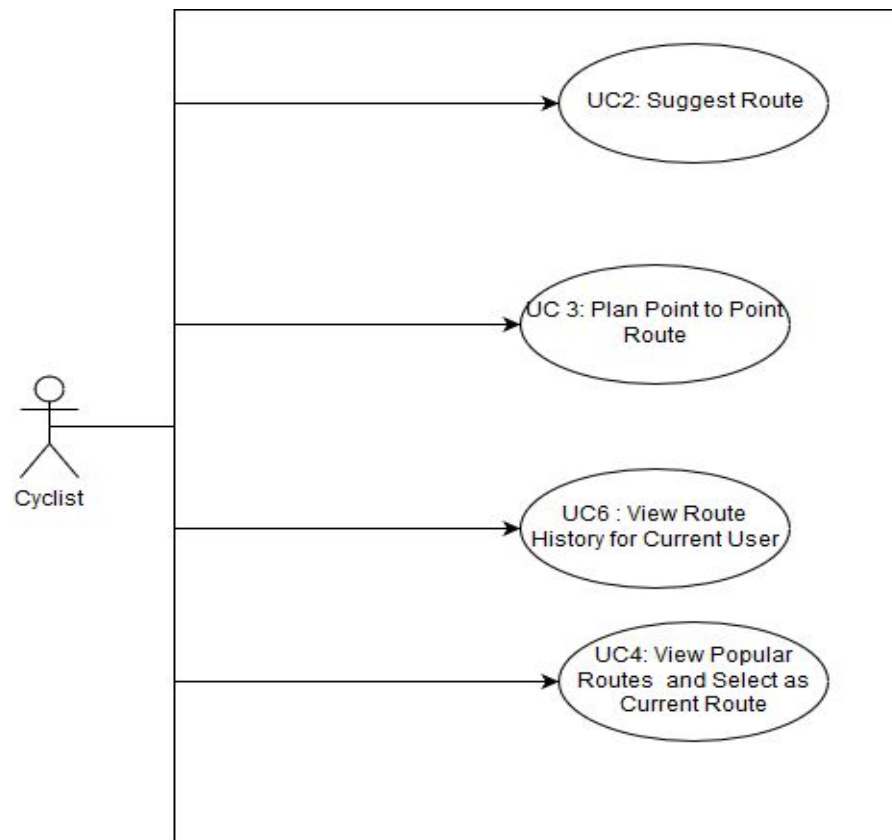 UC2: Suggest Route
UC 3: Plan Point to Point
Route
Cyclist
UC6 : View Route
History for Current User
UC4: View Popular
Routes  and Select as
Current Route